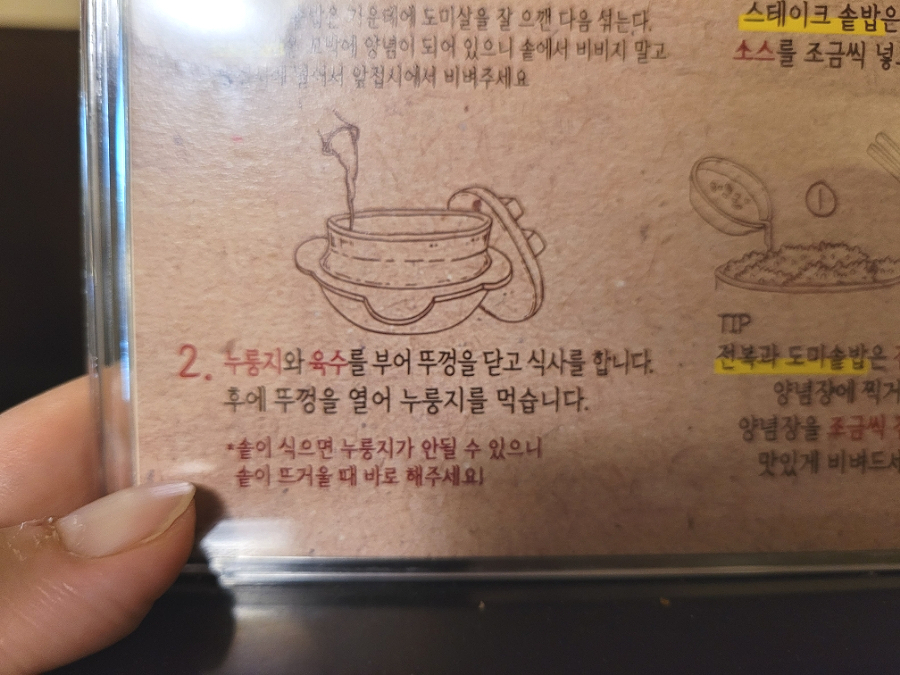 가운데에 도미살을 잘 으깬 다음 섞는다.
양념이 되어 있으니 솥에서 비비지 말고
앞접시에서 비벼주세요
2. 누룽지와 육수를 부어 뚜껑을 닫고 식사를 합니다.
후에 뚜껑을 열어 누룽지를 먹습니다.
*솥이 식으면 누룽지가 안될 수 있으니
솥이 뜨거울 때 바로 해주세요!
스테이크 솥밥은
소스를 조금씩
1
TIP
전복과 도미솥밥은
양념장에
양념장을 조금씩
맛있게